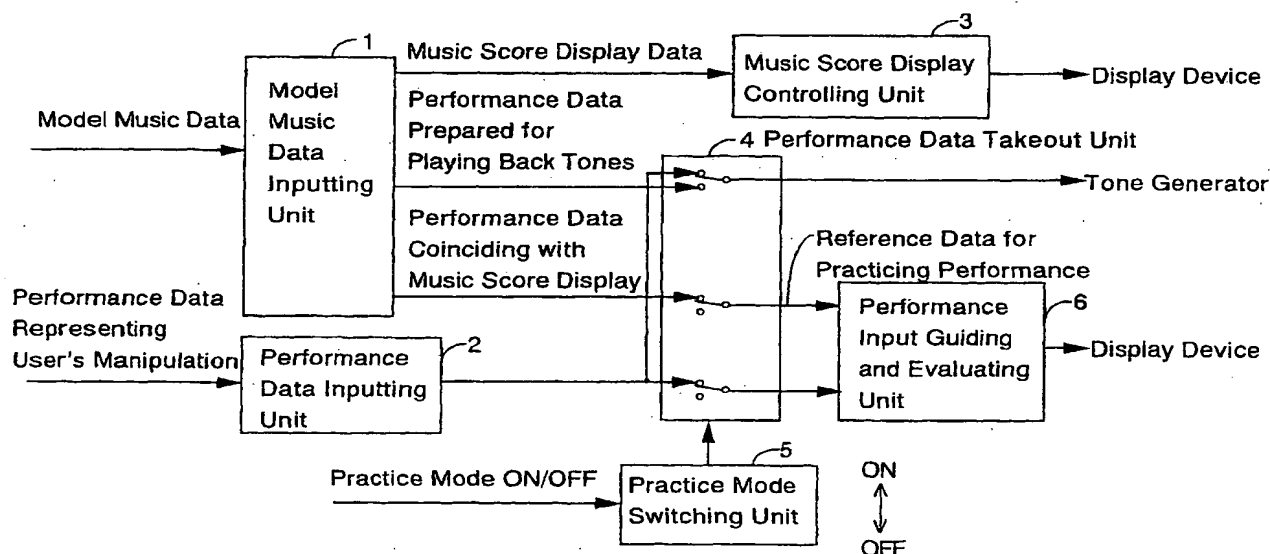 1
Music Score Display Data
3
Music Score Display
Controlling Unit
Display Device
Model Music Data
Model
Music
Data
Inputting
Unit
Performance Data
Prepared for
Playing Back Tones
4 Performance Data Takeout Unit
Tone Generator
Performance Data
Coinciding with
Music Score Display
Reference Data for
Practicing Performance
Performance Data
Representing
User's Manipulation
2
Performance
Data Inputting
Unit
6
Performance
Input Guiding
and Evaluating
Unit
Display Device
Practice Mode ON/OFF
5
Practice Mode
Switching Unit
ON
OFF